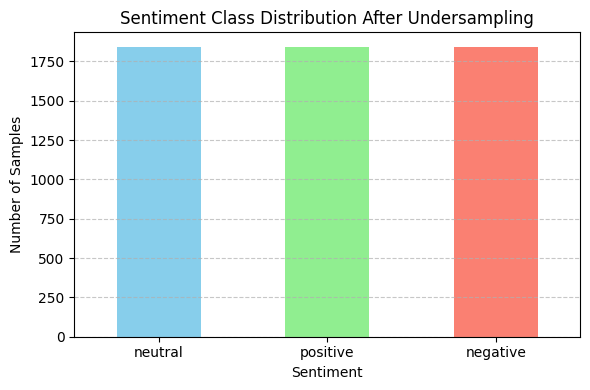 Sentiment Class Distribution After Undersampling
Number of Samples
1750
1500
1250
1000
750
500
250
0
neutral positive negative
Sentiment